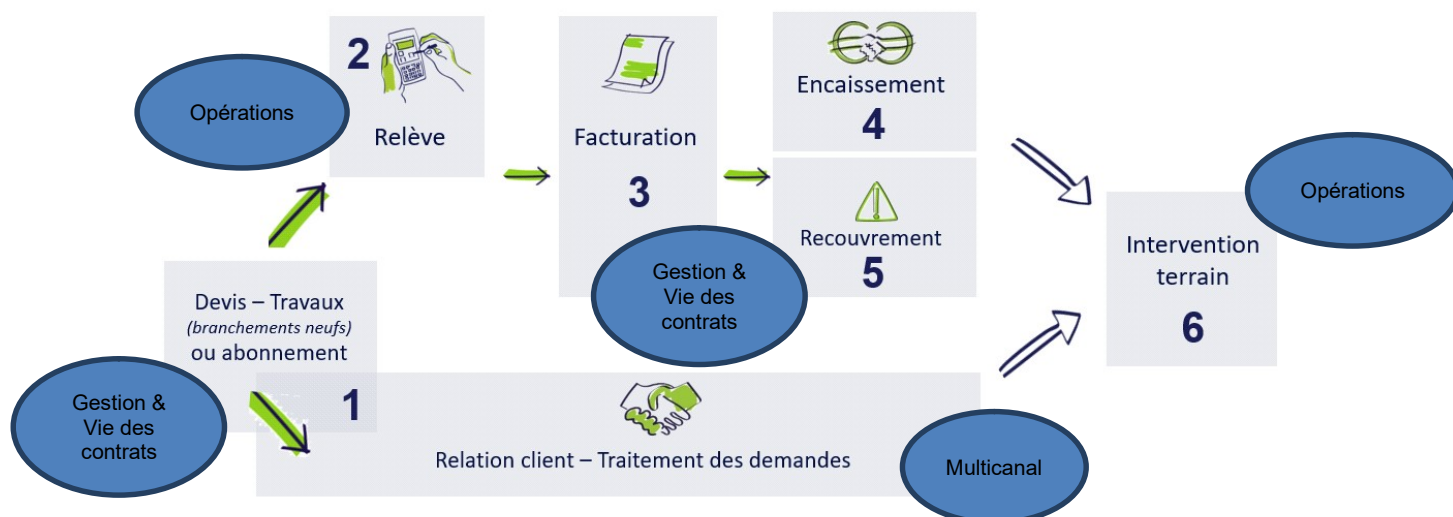 2
Relève
Opérations
Facturation
3
Encaissement
4
Recouvrement
5
Gestion &
Vie des
contrats
Opérations
Intervention
terrain
6
Devis – Travaux
(branchements neufs)
ou abonnement
1
Gestion &
Vie des
contrats
Relation client – Traitement des demandes
Multicanal